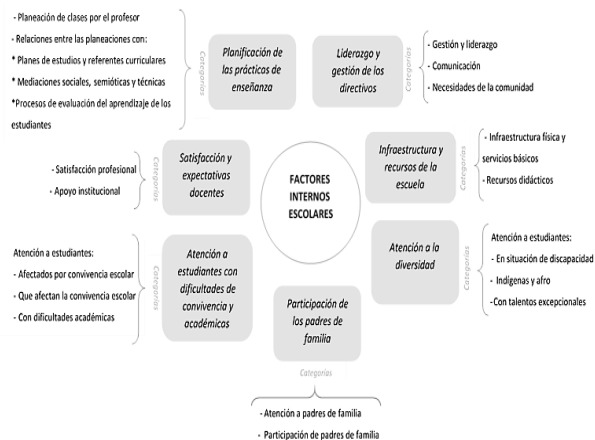 - Planeación de clases por el profesor
- Relaciones entre las planeaciones con:
* Planes de estudios y referentes curriculares
* Mediaciones sociales, semióticas y técnicas
*Procesos de evaluación del aprendizaje de los
estudiantes
Categorías
Planificación de
las prácticas de
enseñanza
Liderazgo y
gestión de los
directivos
Categorías
- Gestión y liderazgo
- Comunicación
- Necesidades de la comunidad
- Satisfacción profesional
- Apoyo institucional
Categorías
Satisfacción y
expectativas
docentes
FACTORES
INTERNOS
ESCOLARES
Infraestructura y
recursos de la
escuela
Categorías
- Infraestructura física y
servicios básicos
- Recursos didácticos
Atención a estudiantes:
- Afectados por convivencia escolar
- Que afectan la convivencia escolar
- Con dificultades académicas
Categorías
Atención a
estudiantes con
dificultades de
convivencia y
académicas
Atención a la
diversidad
Categorías
Atención a estudiantes:
- En situación de discapacidad
- Indígenas y afro
-Con talentos excepcionales
Participación de
los padres de
familia
Categorías
- Atención a padres de familia
- Participación de padres de familia